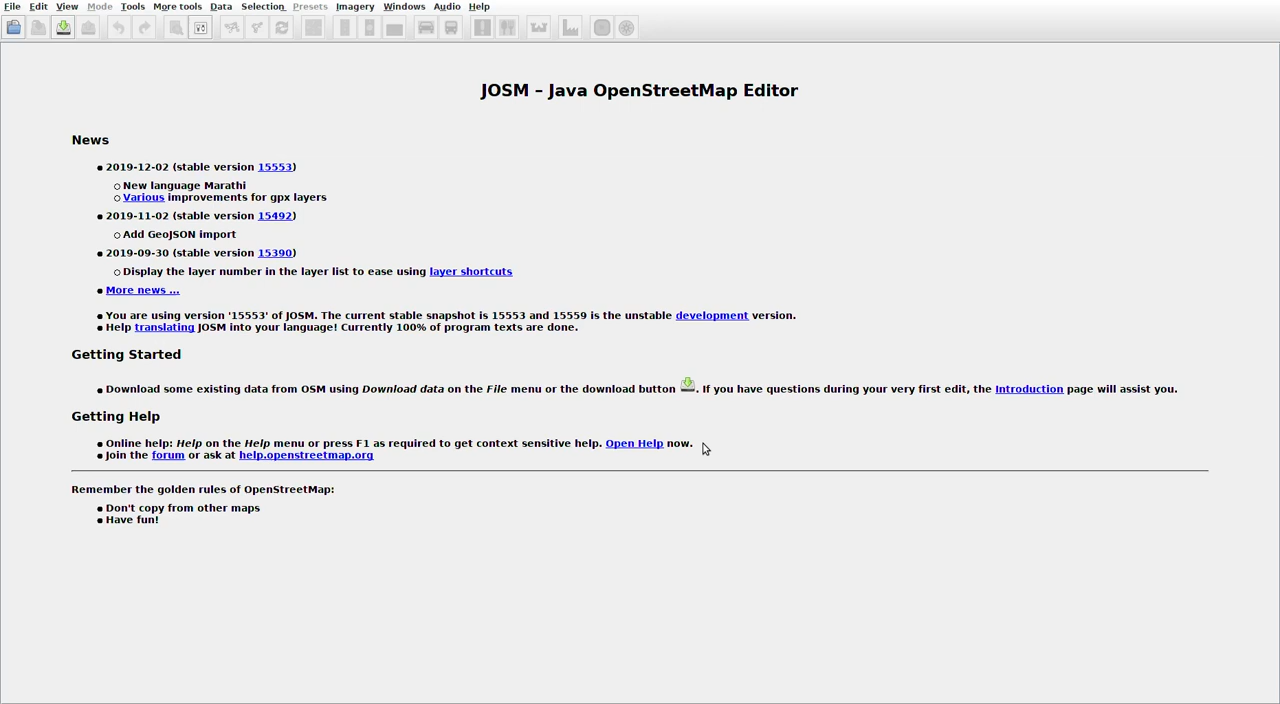 File Edit View Mode Tools More tools Data Selection Presets Imagery Windows Audio Help
JOSM – Java OpenStreetMap Editor
News
2019-12-02 (stable version 15553)
New language Marathi
Various improvements for gpx layers
2019-11-02 (stable version 15492)
Add GeoJSON import
2019-09-30 (stable version 15390)
Display the layer number in the layer list to ease using layer shortcuts
More news ...
You are using version '15553' of JOSM. The current stable snapshot is 15553 and 15559 is the unstable development version.
Help translating JOSM into your language! Currently 100% of program texts are done.
Getting Started
Download some existing data from OSM using Download data on the File menu or the download button . If you have questions during your very first edit, the Introduction page will assist you.
Getting Help
Online help: Help on the Help menu or press F1 as required to get context sensitive help. Open Help now.
Join the forum or ask at help.openstreetmap.org
Remember the golden rules of OpenStreetMap:
Don't copy from other maps
Have fun!